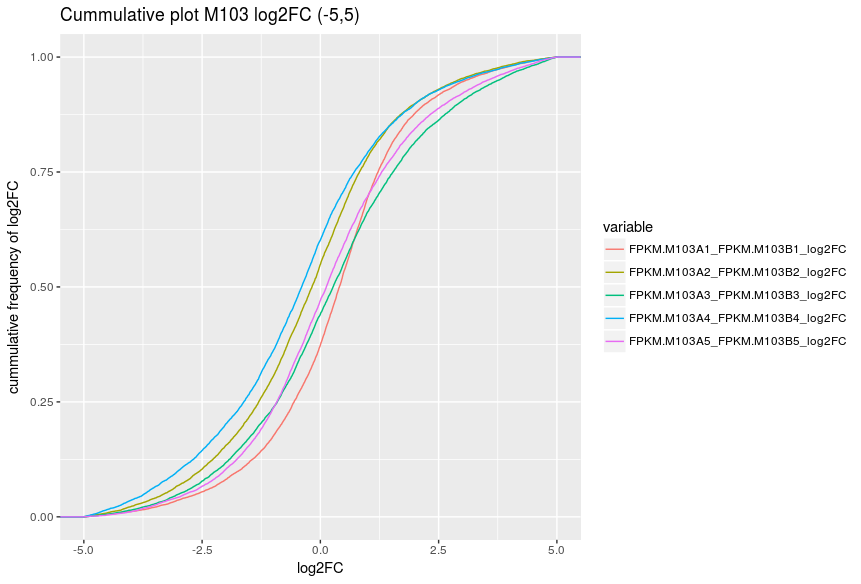 Cummulative plot M103 log2FC (-5,5)
cummulative frequency of log2FC
1.00
0.75
0.50
0.25
0.00
-5.0
-2.5
0.0
2.5
5.0
log2FC
variable
FPKM.M103A1_FPKM.M103B1_log2FC
FPKM.M103A2_FPKM.M103B2_log2FC
FPKM.M103A3_FPKM.M103B3_log2FC
FPKM.M103A4_FPKM.M103B4_log2FC
FPKM.M103A5_FPKM.M103B5_log2FC